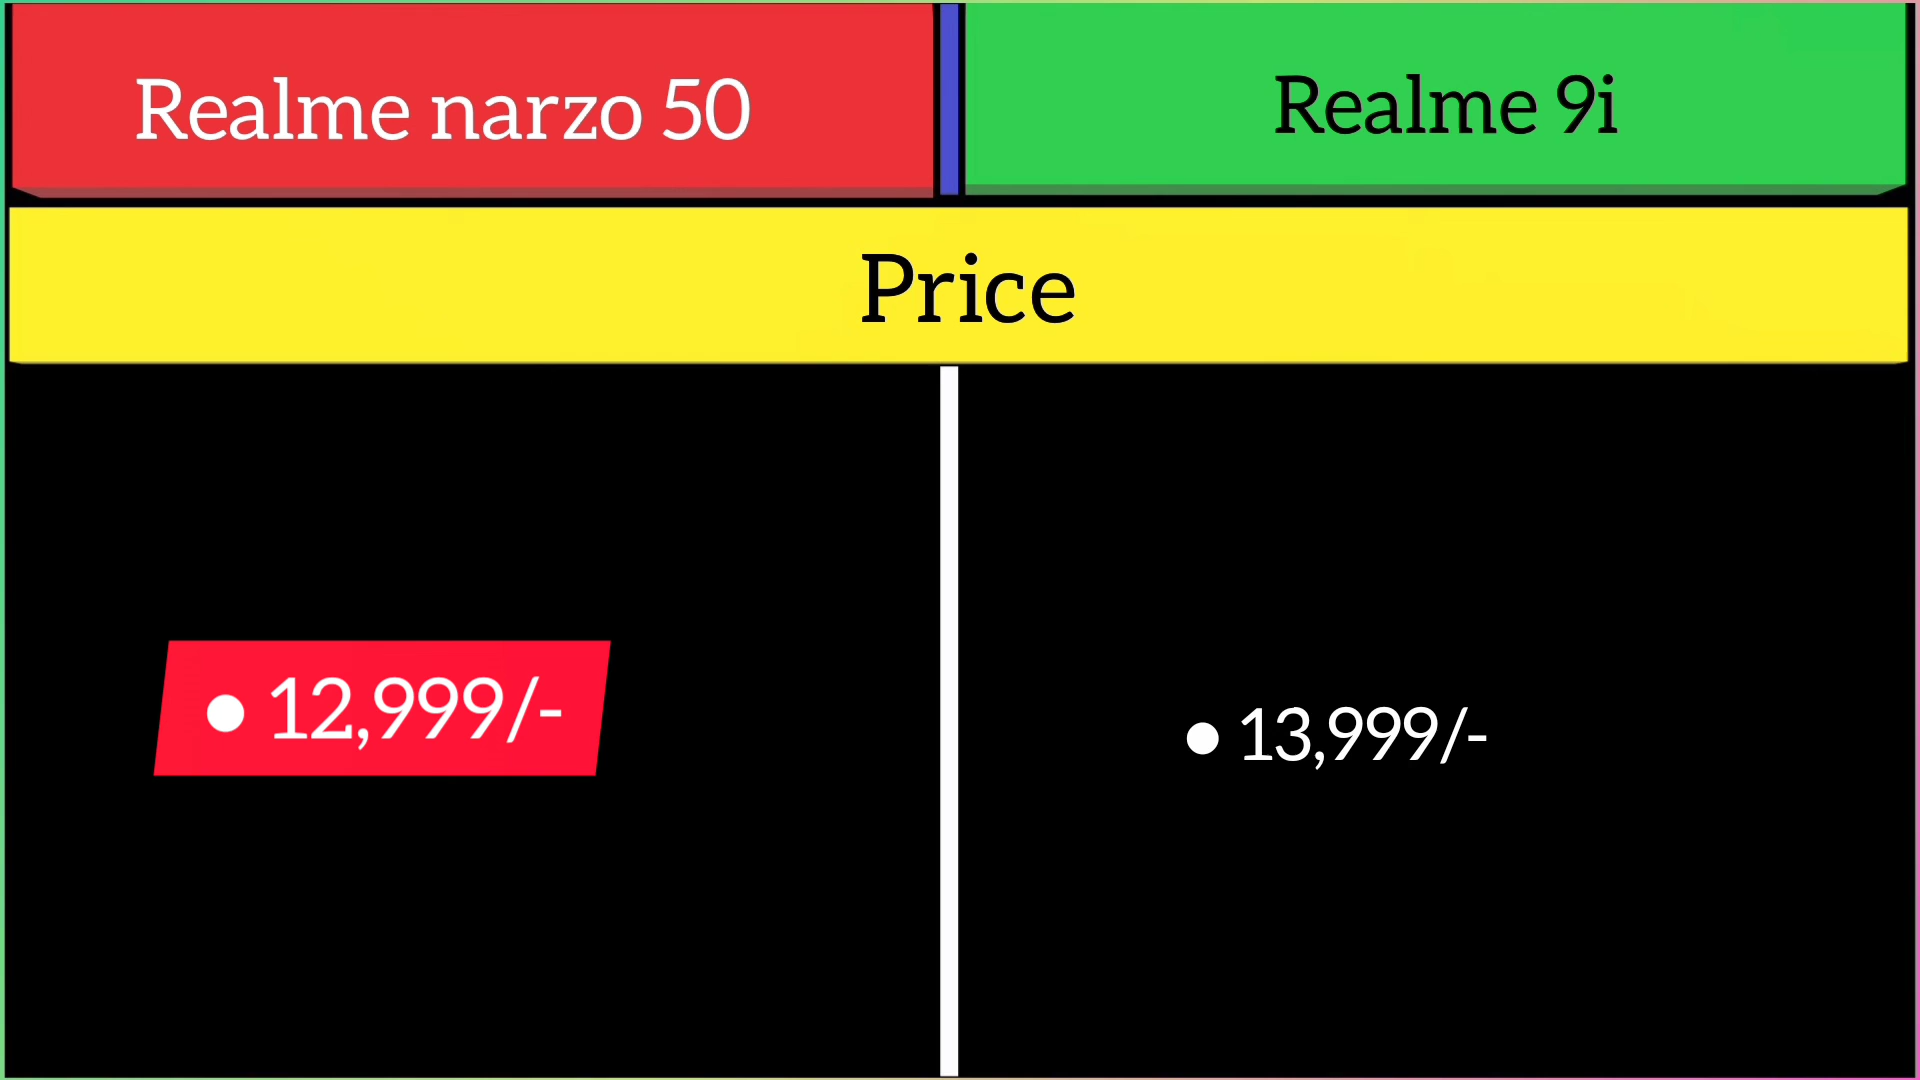 Realme narzo 50
Realme 9i
Price
● 12,999/-
● 13,999/-